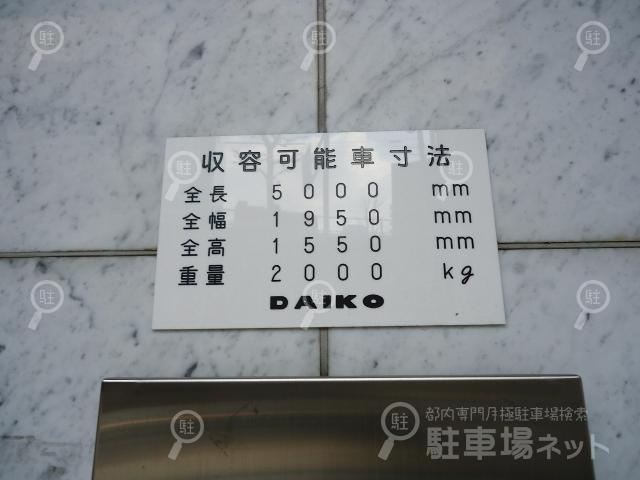 収容可能車寸法
全長 5000 mm
全幅 1950 mm
全高 1550 mm
重量 2000 kg
DAIKO
駐 都内専門月極駐車場検索
駐車場ネット